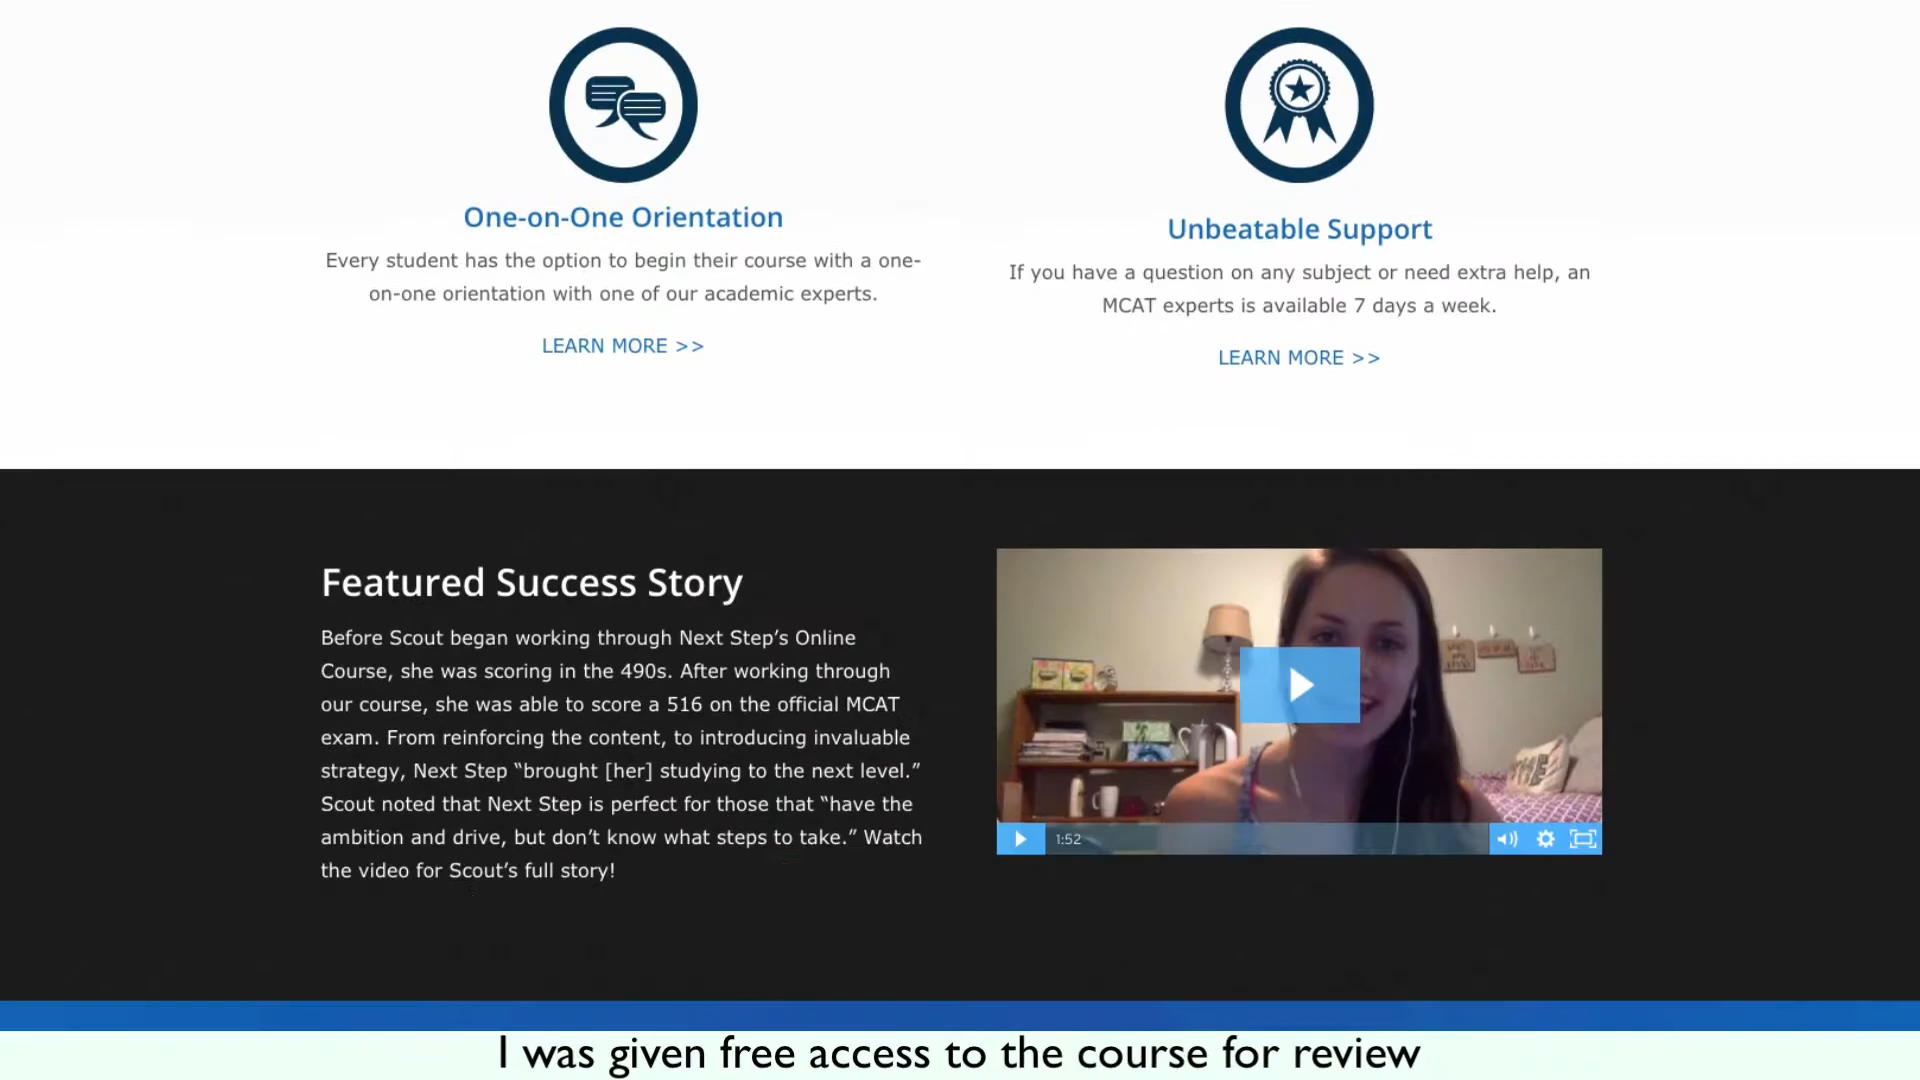 One-on-One Orientation
Every student has the option to begin their course with a one-
on-one orientation with one of our academic experts.
LEARN MORE >>
Unbeatable Support
If you have a question on any subject or need extra help, an
MCAT experts is available 7 days a week.
LEARN MORE >>
Featured Success Story
Before Scout began working through Next Step’s Online
Course, she was scoring in the 490s. After working through
our course, she was able to score a 516 on the official MCAT
exam. From reinforcing the content, to introducing invaluable
strategy, Next Step “brought [her] studying to the next level.”
Scout noted that Next Step is perfect for those that “have the
ambition and drive, but don’t know what steps to take.” Watch
the video for Scout’s full story!
1:52
I was given free access to the course for review